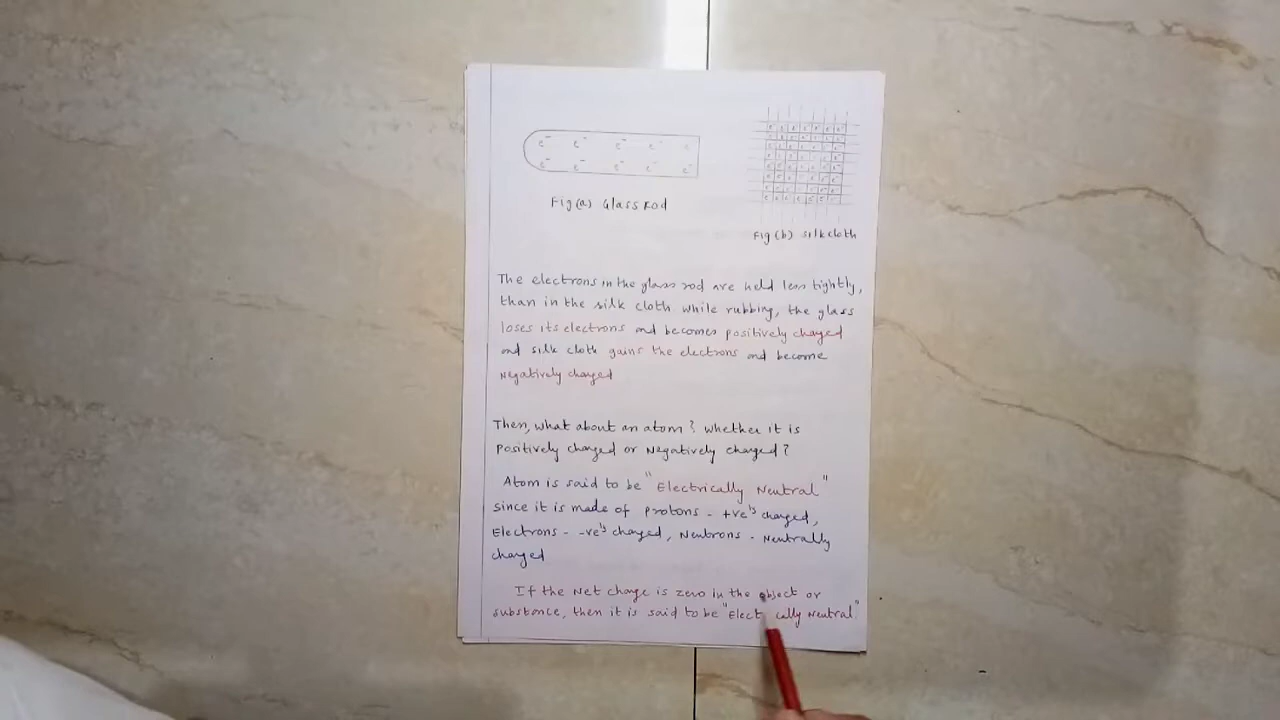 e⁻ e⁻ e⁻ e⁻ e
e⁻ e⁻ e⁻ e⁻ e⁻
Fig(a) Glass Rod
Fig(b) silk cloth
The electrons in the glass rod are held less tightly,
than in the silk cloth while rubbing, the glass
loses its electrons and becomes positively charged
and silk cloth gains the electrons and become
Negatively charged
Then, what about an atom? Whether it is
positively charged or Negatively charged?
Atom is said to be "Electrically Neutral"
since it is made of protons - +ve'ly charged,
Electrons - -ve'ly charged, Neutrons - Neutrally
charged
If the Net charge is zero in the object or
substance, then it is said to be "Elect cally Neutral"